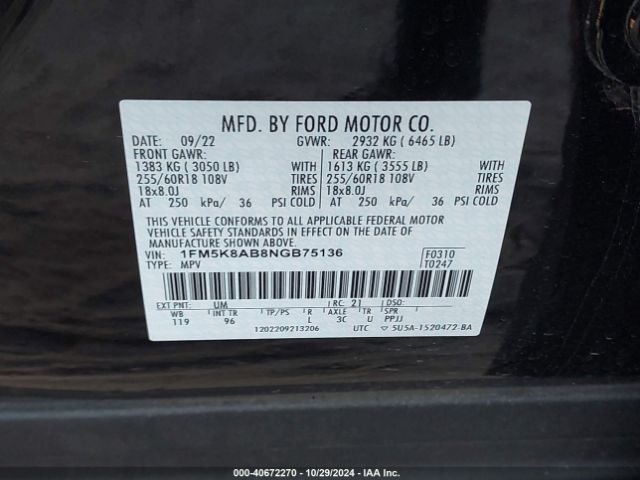 MFD. BY FORD MOTOR CO.
DATE: 09/22 GVWR: 2932 KG ( 6465 LB)
FRONT GAWR: REAR GAWR:
1383 KG ( 3050 LB) WITH 1613 KG ( 3555 LB) WITH
255/60R18 108V TIRES 255/60R18 108V TIRES
18x8.0J RIMS 18x8.0J RIMS
AT 250 kPa/ 36 PSI COLD AT 250 kPa/ 36 PSI COLD
THIS VEHICLE CONFORMS TO ALL APPLICABLE FEDERAL MOTOR
VEHICLE SAFETY STANDARDS IN EFFECT ON THE DATE OF
MANUFACTURE SHOWN ABOVE.
VIN: 1FM5K8AB8NGB75136 F0310
TYPE: MPV T0247
EXT PNT: UM RC: 21 DSO:
WB INT TR TP/PS R AXLE TR SPR
119 96 L 3C U PPJJ
1202209213206 UTC 5U5A-1520472-BA
000-40672270 - 10/29/2024 - IAAI.COM